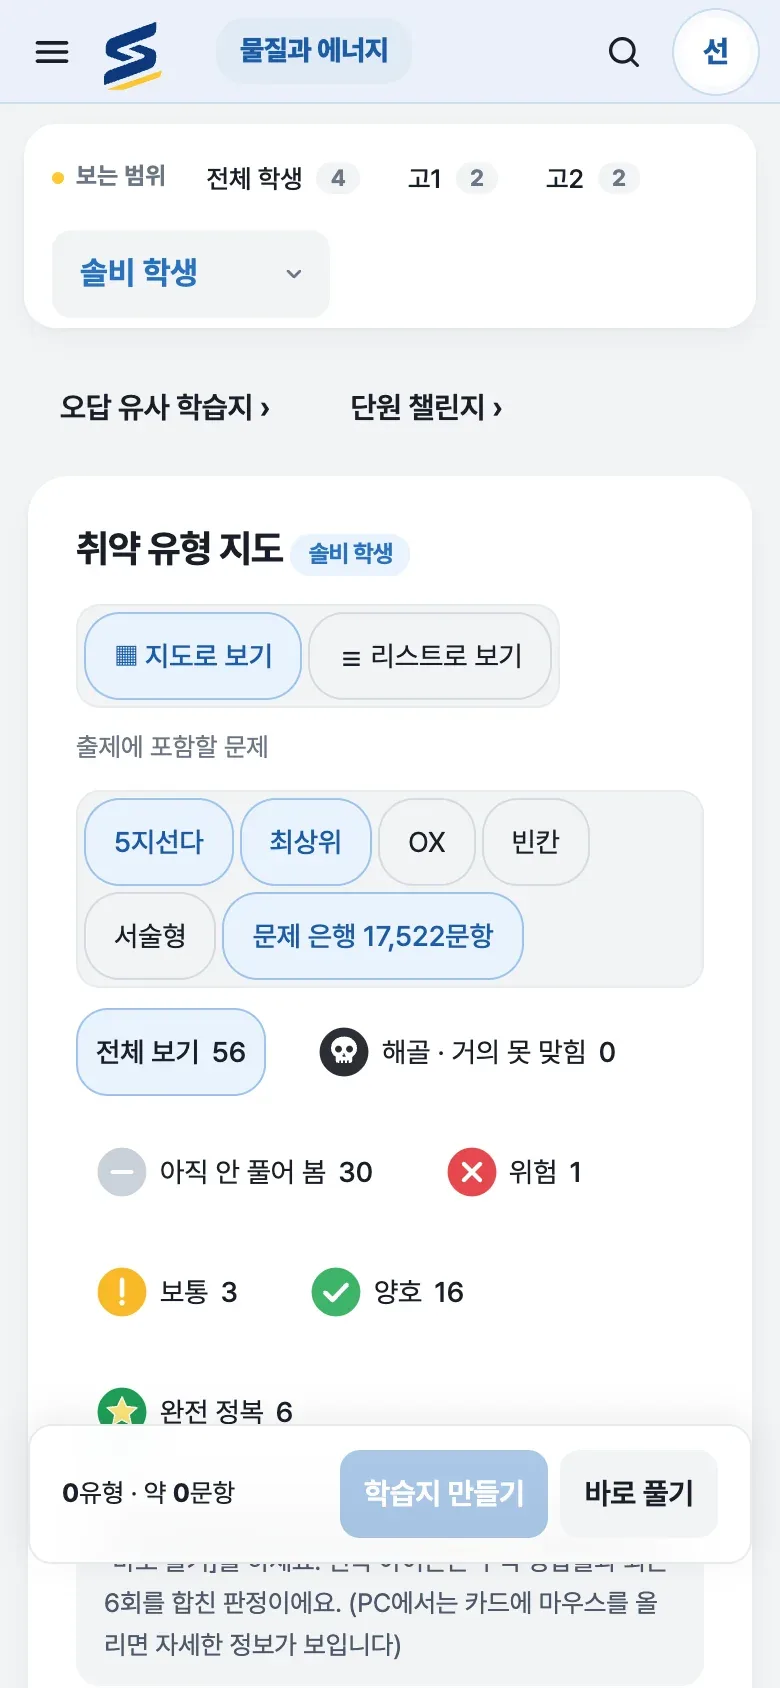 물질과 에너지
선
보는 범위 전체 학생 4 고1 2 고2 2
솔비 학생
오답 유사 학습지 › 단원 챌린지 ›
취약 유형 지도 솔비 학생
▦ 지도로 보기 ≡ 리스트로 보기
출제에 포함할 문제
5지선다 최상위 OX 빈칸
서술형 문제 은행 17,522문항
전체 보기 56 해골 · 거의 못 맞힘 0
아직 안 풀어 봄 30 위험 1
보통 3 양호 16
완전 정복 6
0유형 · 약 0문항 학습지 만들기 바로 풀기
6회를 합친 판정이에요. (PC에서는 카드에 마우스를 올
리면 자세한 정보가 보입니다)